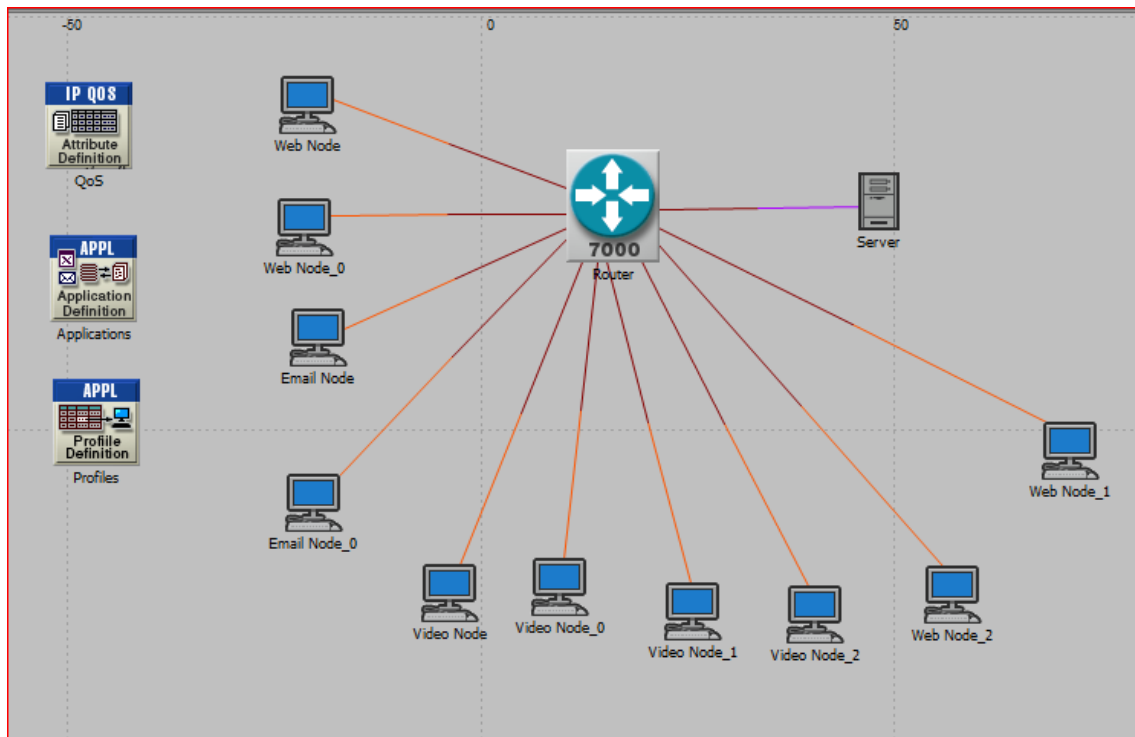 -50
0
50
IP QOS
Attribute
Definition
QoS
Web Node
7000
Router
Server
Web Node_0
APPL
Application
Definition
Applications
Email Node
APPL
Profile
Definition
Profiles
Web Node_1
Email Node_0
Video Node
Video Node_0
Video Node_1
Video Node_2
Web Node_2